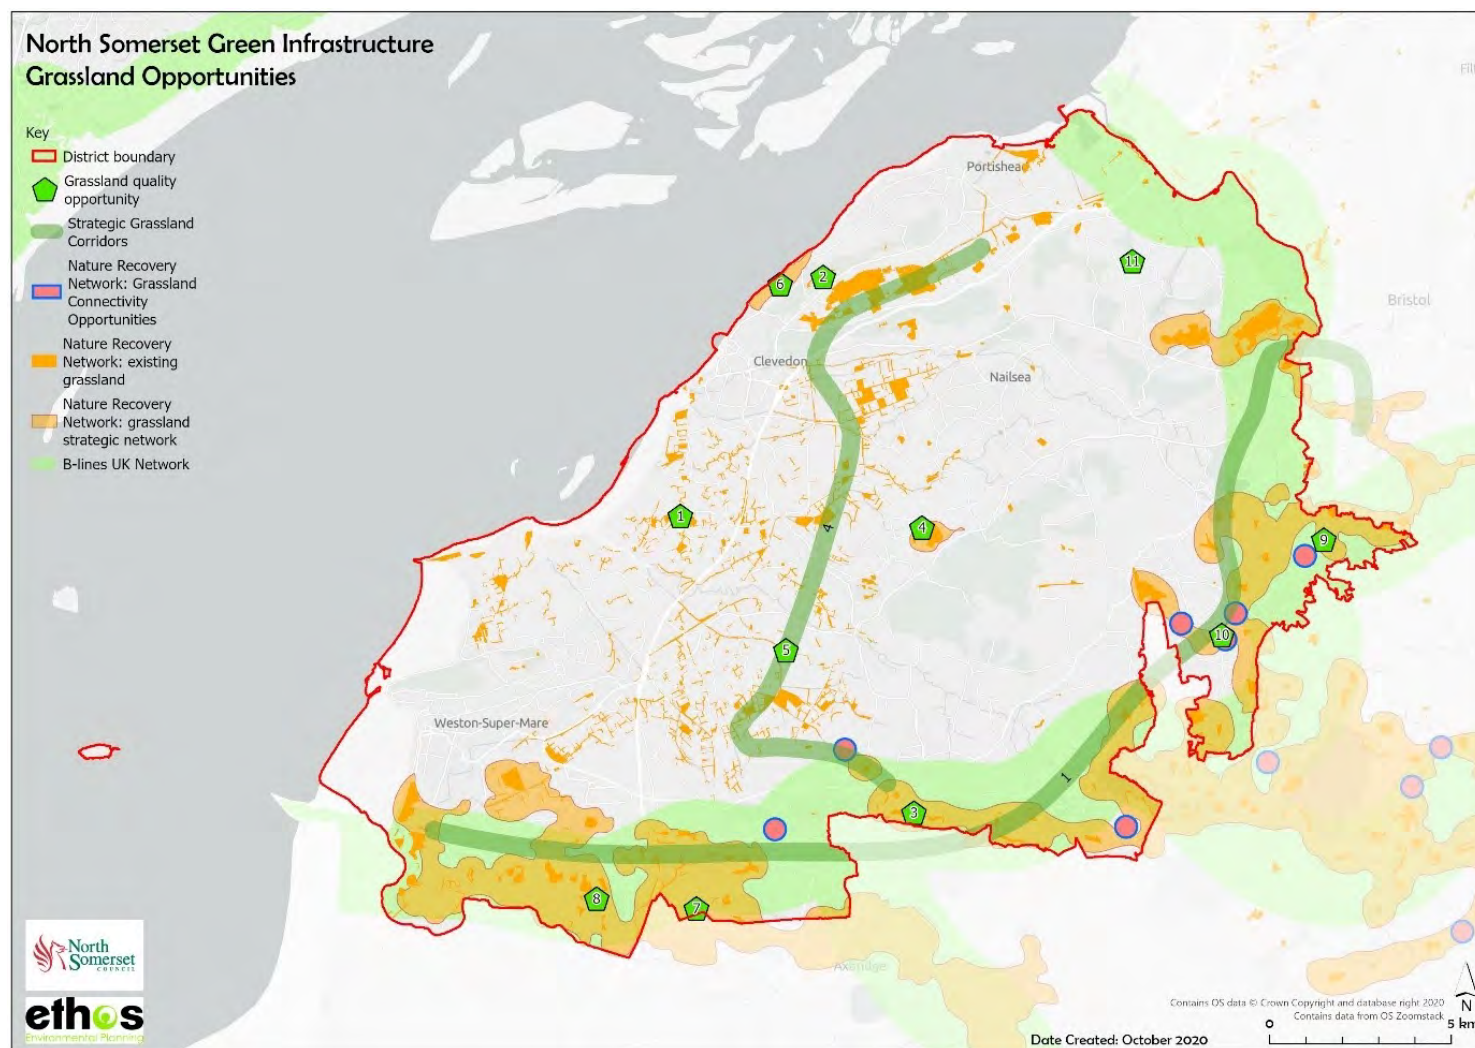 North Somerset Green Infrastructure
Grassland Opportunities
Key
District boundary
Grassland quality
opportunity
Strategic Grassland
Corridors
Nature Recovery
Network: Grassland
Connectivity
Opportunities
Nature Recovery
Network: existing
grassland
Nature Recovery
Network: grassland
strategic network
B-lines UK Network
Portishead
11
6
2
Bristol
Clevedon
Nailsea
1
4
4
9
10
5
Weston-Super-Mare
1
3
8
7
Axbridge
North
Somerset
COUNCIL
ethos
Environmental Planning
Contains OS data © Crown Copyright and database right 2020
Contains data from OS Zoomstack
N
0
5 km
Date Created: October 2020